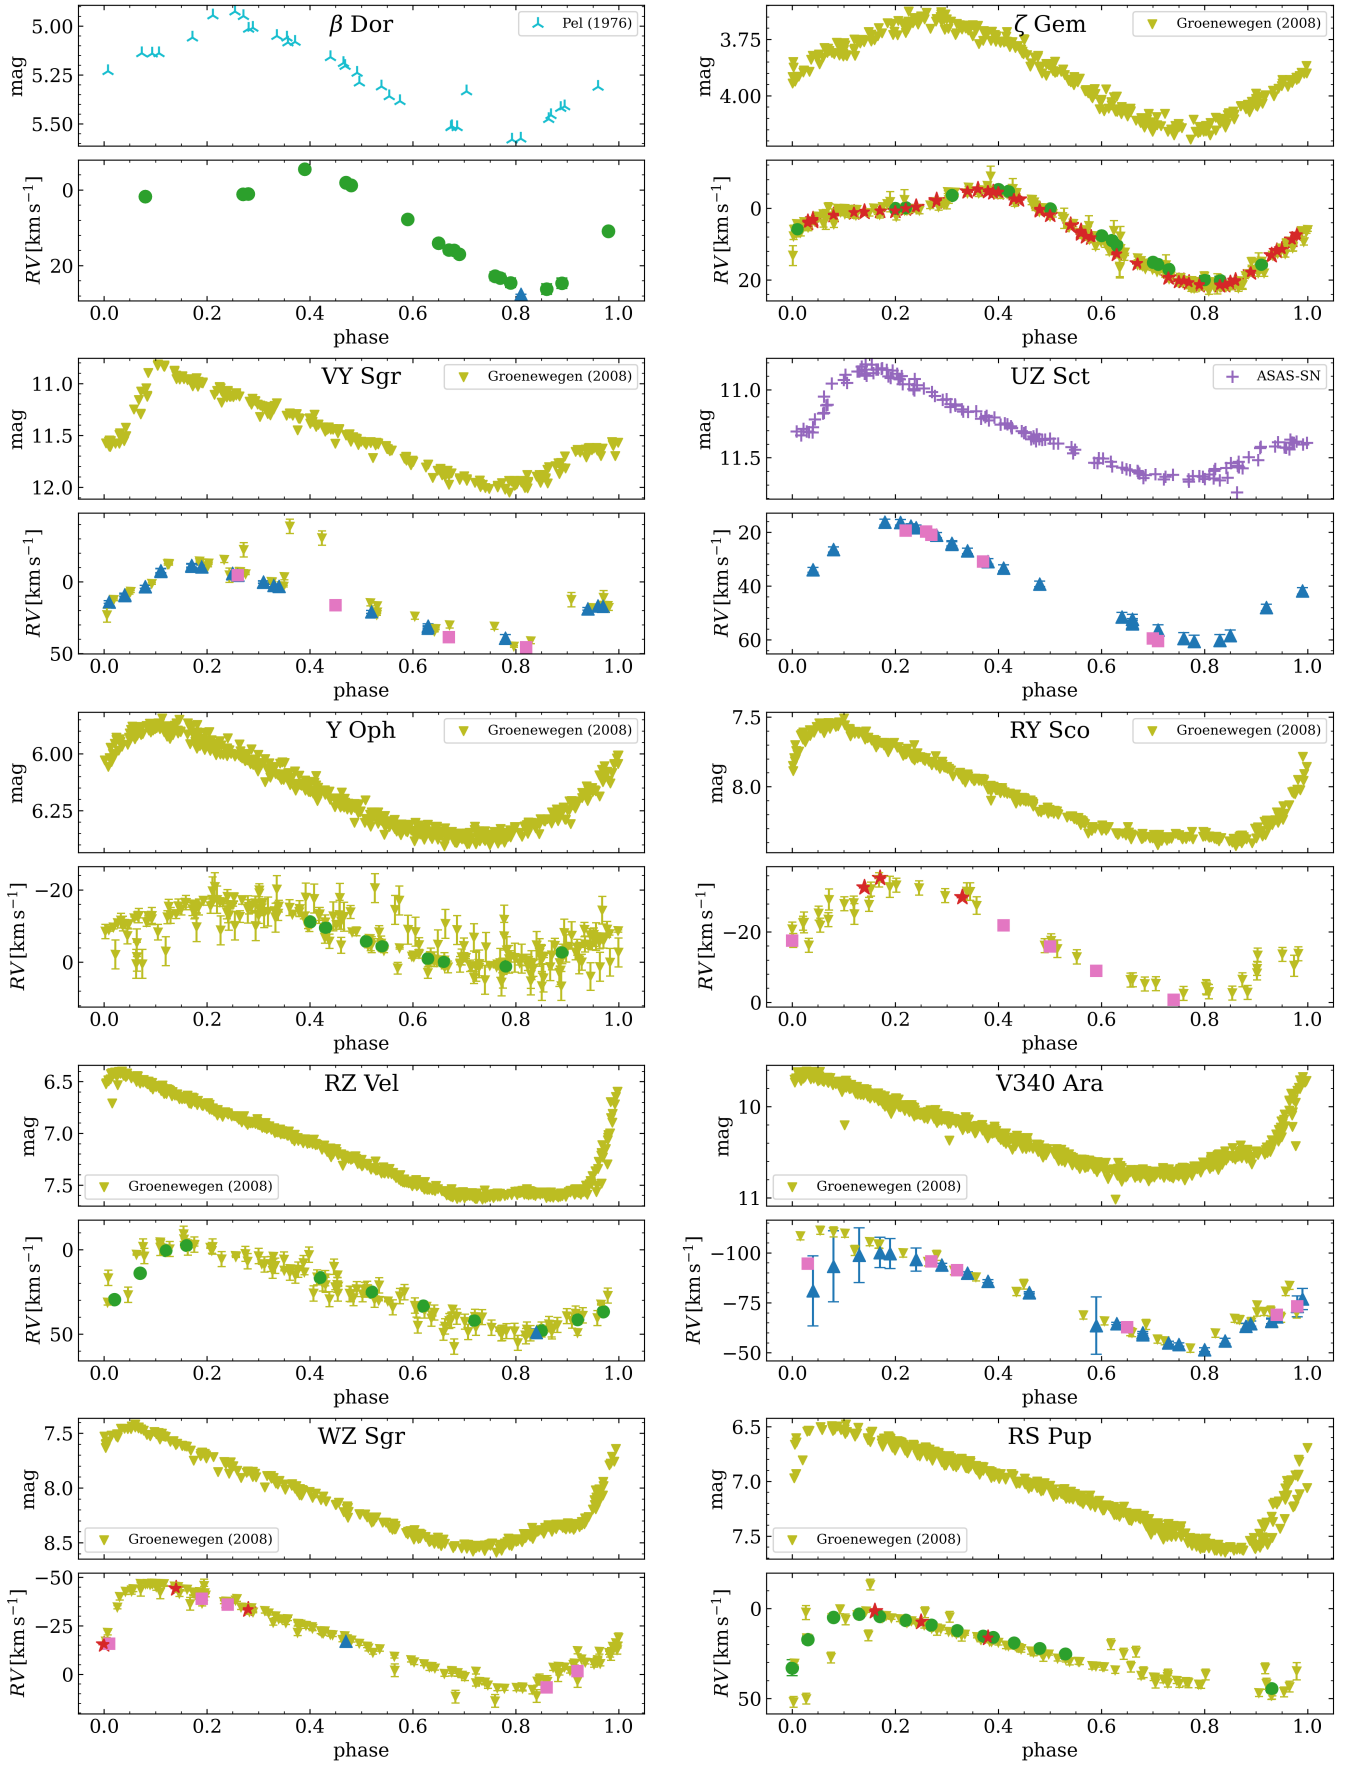 β Dor
Pel (1976)
mag
5.00
5.25
5.50
RV [km s⁻¹]
0
20
0.0 0.2 0.4 0.6 0.8 1.0
phase
ζ Gem
Groenewegen (2008)
mag
3.75
4.00
RV [km s⁻¹]
0
20
0.0 0.2 0.4 0.6 0.8 1.0
phase
VY Sgr
Groenewegen (2008)
mag
11.0
11.5
12.0
RV [km s⁻¹]
0
50
0.0 0.2 0.4 0.6 0.8 1.0
phase
UZ Sct
ASAS-SN
mag
11.0
11.5
RV [km s⁻¹]
20
40
60
0.0 0.2 0.4 0.6 0.8 1.0
phase
Y Oph
Groenewegen (2008)
mag
6.00
6.25
RV [km s⁻¹]
−20
0
0.0 0.2 0.4 0.6 0.8 1.0
phase
RY Sco
Groenewegen (2008)
mag
7.5
8.0
RV [km s⁻¹]
−20
0
0.0 0.2 0.4 0.6 0.8 1.0
phase
RZ Vel
Groenewegen (2008)
mag
6.5
7.0
7.5
RV [km s⁻¹]
0
50
0.0 0.2 0.4 0.6 0.8 1.0
phase
V340 Ara
Groenewegen (2008)
mag
10
11
RV [km s⁻¹]
−100
−75
−50
0.0 0.2 0.4 0.6 0.8 1.0
phase
WZ Sgr
Groenewegen (2008)
mag
7.5
8.0
8.5
RV [km s⁻¹]
−50
−25
0
0.0 0.2 0.4 0.6 0.8 1.0
phase
RS Pup
Groenewegen (2008)
mag
6.5
7.0
7.5
RV [km s⁻¹]
0
50
0.0 0.2 0.4 0.6 0.8 1.0
phase